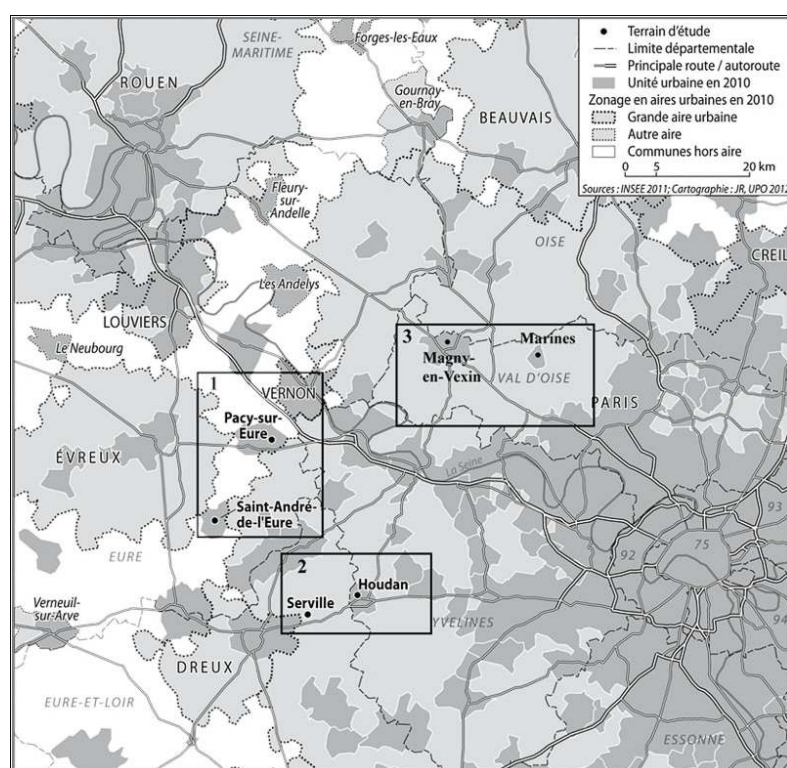 Terrain d'étude
Limite départementale
Principale route / autoroute
Unité urbaine en 2010
Zonage en aires urbaines en 2010
Grande aire urbaine
Autre aire
Communes hors aire
0 5 20 km
Sources : INSEE 2011; Cartographie : JR, UPO 2012
SEINE-
MARITIME
Forges-les-Eaux
ROUEN
Gournay-
en-Bray
BEAUVAIS
Fleury-
sur-
Andelle
OISE
CREIL
Les Andelys
LOUVIERS
Le Neubourg
3
Magny-
en-Vexin
Marines
VAL D'OISE
1
VERNON
PARIS
Pacy-sur-
Eure
ÉVREUX
La Seine
Saint-André-
de-l'Eure
93
92
75
94
EURE
2
Houdan
Serville
Verneuil-
sur-Arve
YVELINES
DREUX
EURE-ET-LOIR
ESSONNE